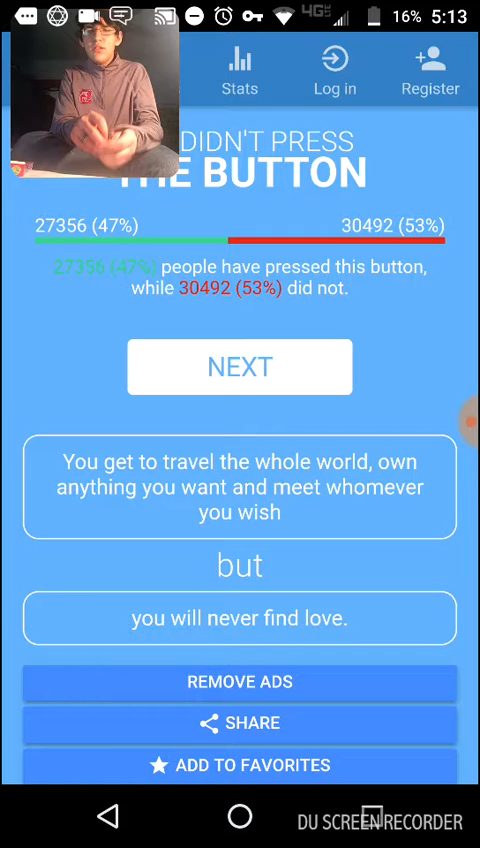 4G
16% 5:13
Stats
Log in
Register
DIDN'T PRESS
THE BUTTON
27356 (47%)
30492 (53%)
27356 (47%) people have pressed this button,
while 30492 (53%) did not.
NEXT
You get to travel the whole world, own
anything you want and meet whomever
you wish
but
you will never find love.
REMOVE ADS
SHARE
ADD TO FAVORITES
DU SCREEN RECORDER